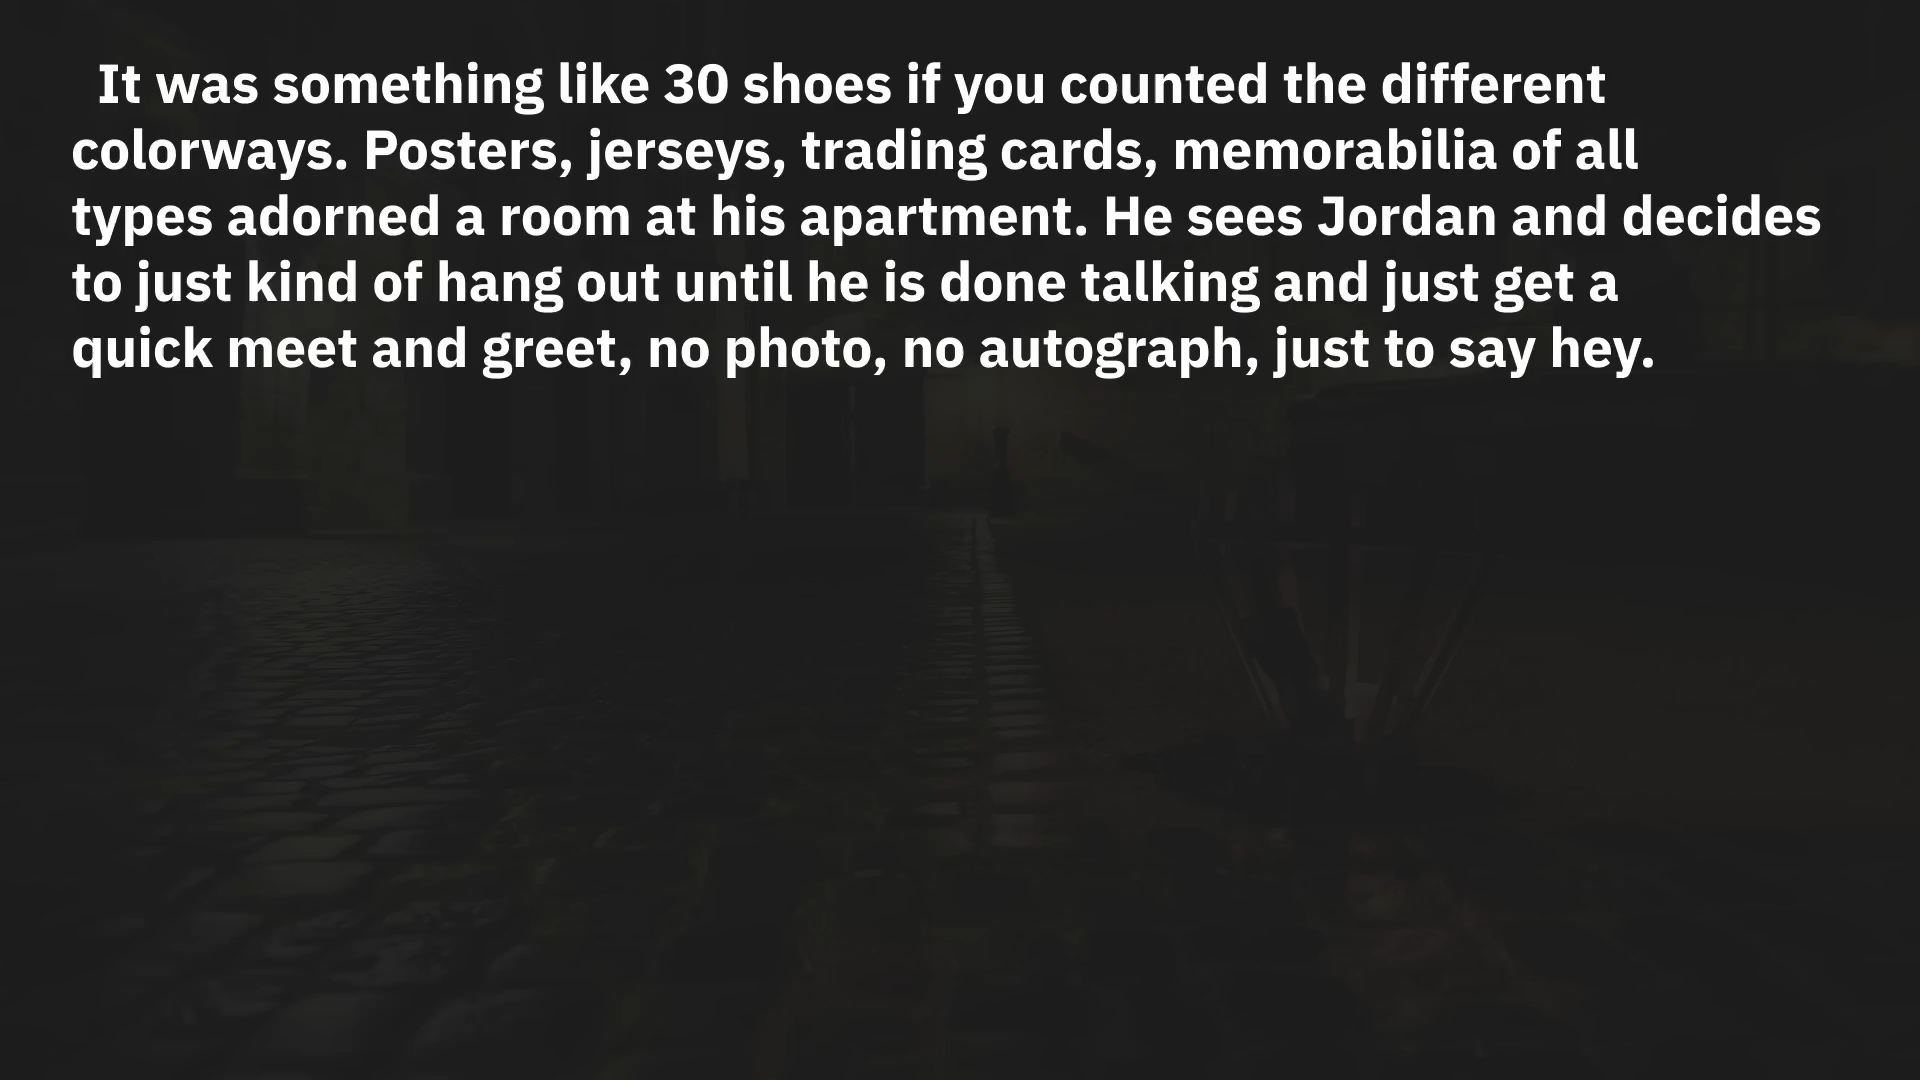 It was something like 30 shoes if you counted the different
colorways. Posters, jerseys, trading cards, memorabilia of all
types adorned a room at his apartment. He sees Jordan and decides
to just kind of hang out until he is done talking and just get a
quick meet and greet, no photo, no autograph, just to say hey.